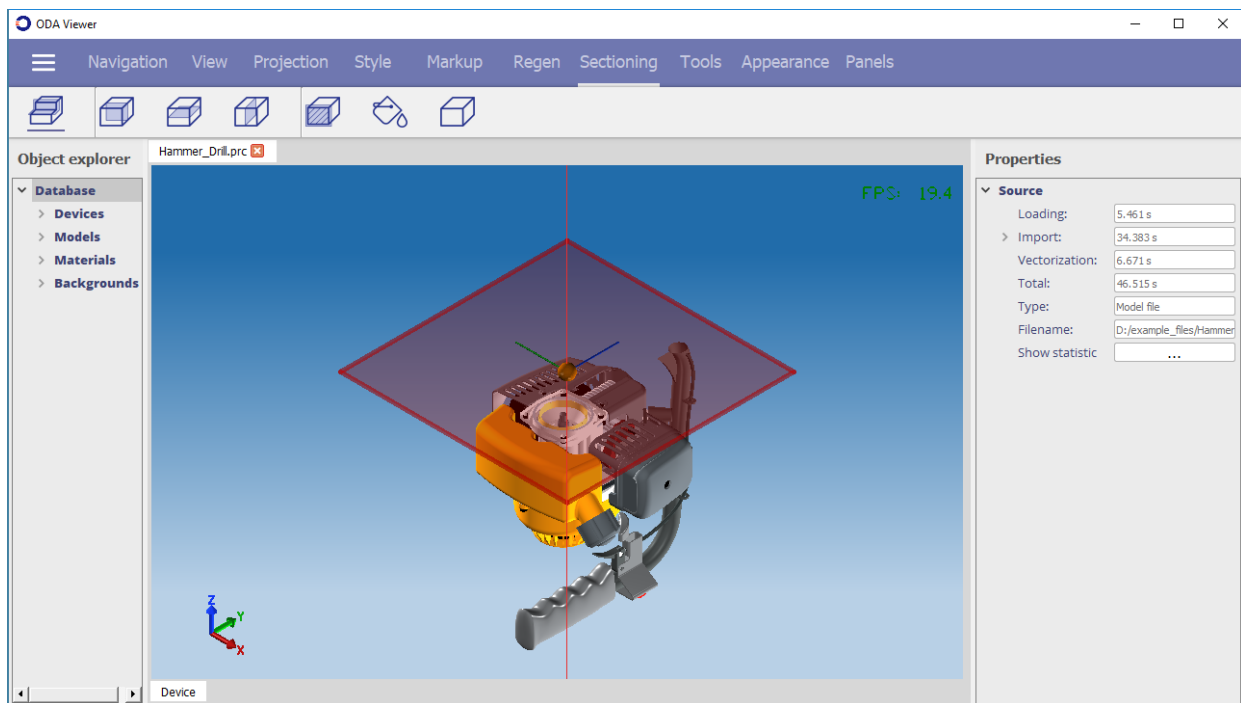 ODA Viewer
Navigation View Projection Style Markup Regen Sectioning Tools Appearance Panels
Object explorer
Database
Devices
Models
Materials
Backgrounds
Hammer_Drill.prc
FPS: 19.4
Z
Y
X
Device
Properties
Source
Loading: 5.461 s
Import: 34.383 s
Vectorization: 6.671 s
Total: 46.515 s
Type: Model file
Filename: D:/example_files/Hammer
Show statistic ...